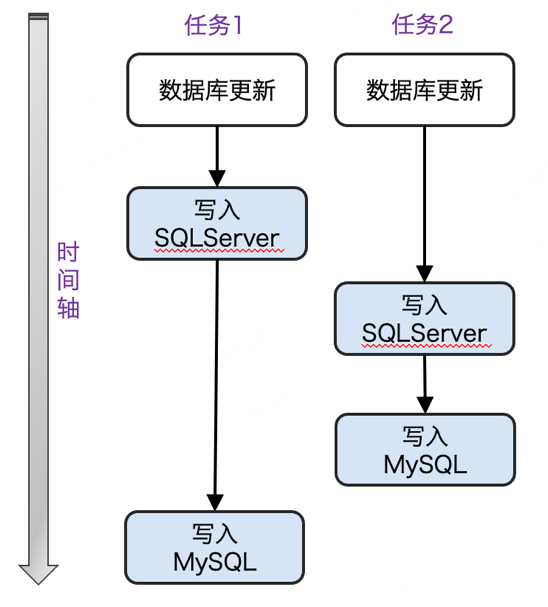 任务1
任务2
数据库更新
数据库更新
写入
SQLServer
时间轴
写入
SQLServer
写入
MySQL
写入
MySQL